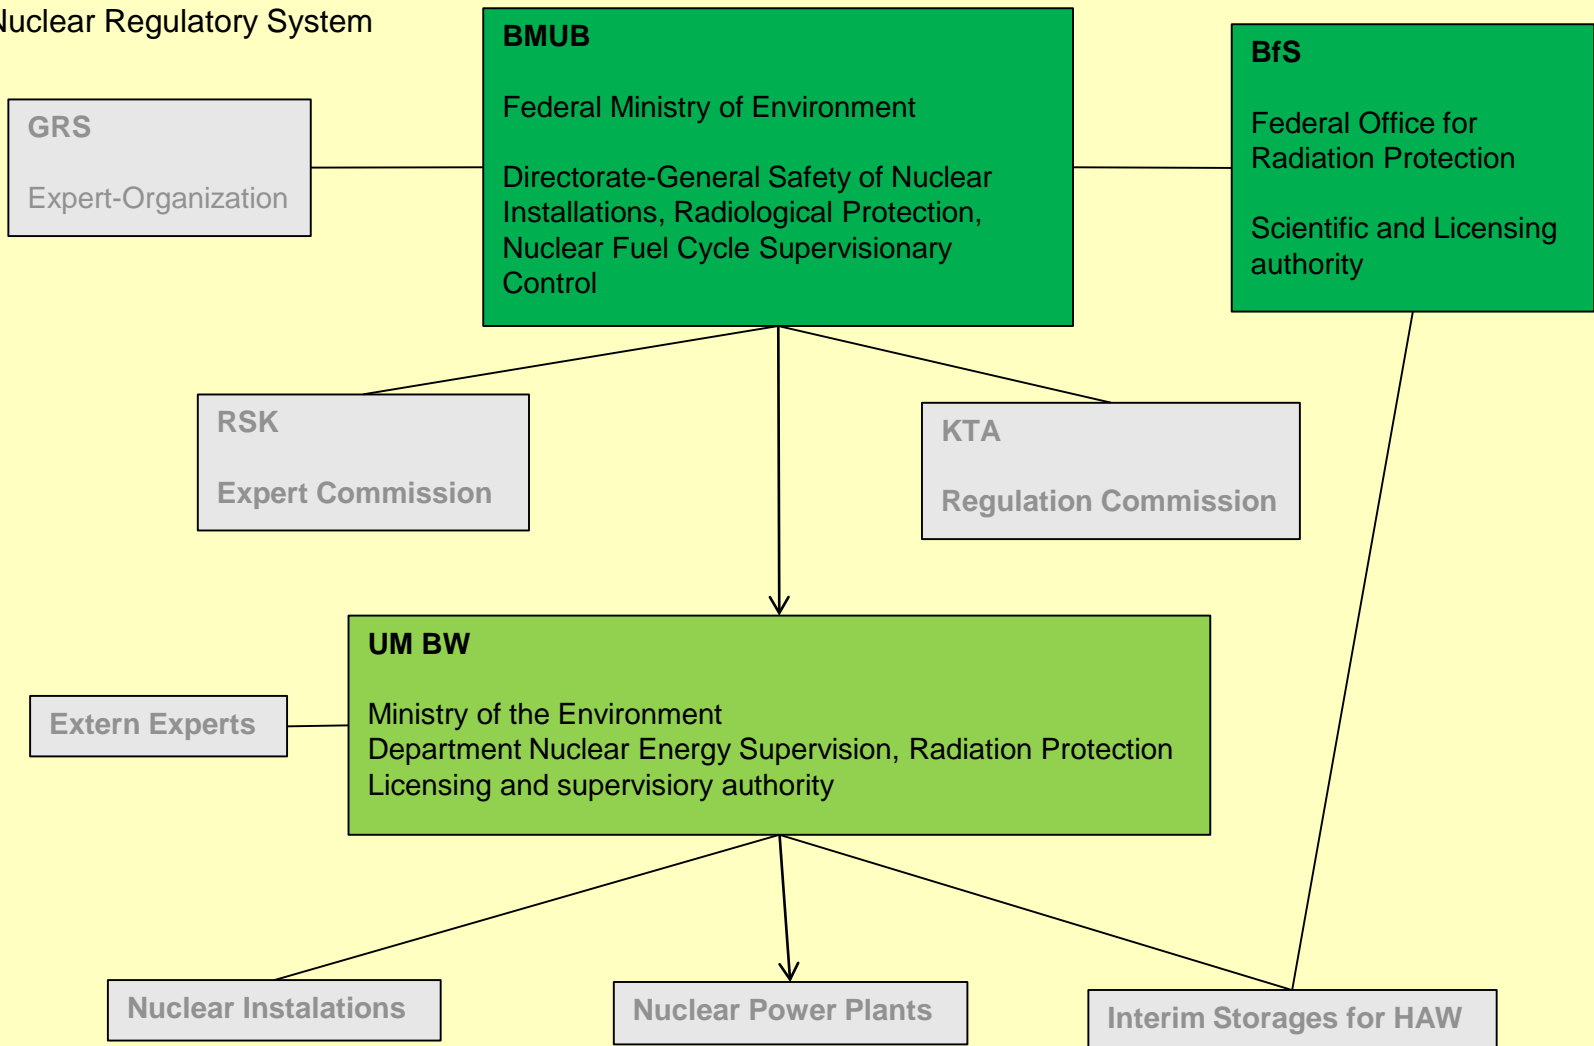 Nuclear Regulatory System
BMUB
Federal Ministry of Environment
Directorate-General Safety of Nuclear
Installations, Radiological Protection,
Nuclear Fuel Cycle Supervisionary
Control
BfS
Federal Office for
Radiation Protection
Scientific and Licensing
authority
GRS
Expert-Organization
RSK
Expert Commission
KTA
Regulation Commission
UM BW
Ministry of the Environment
Department Nuclear Energy Supervision, Radiation Protection
Licensing and supervisiory authority
Extern Experts
Nuclear Instalations
Nuclear Power Plants
Interim Storages for HAW